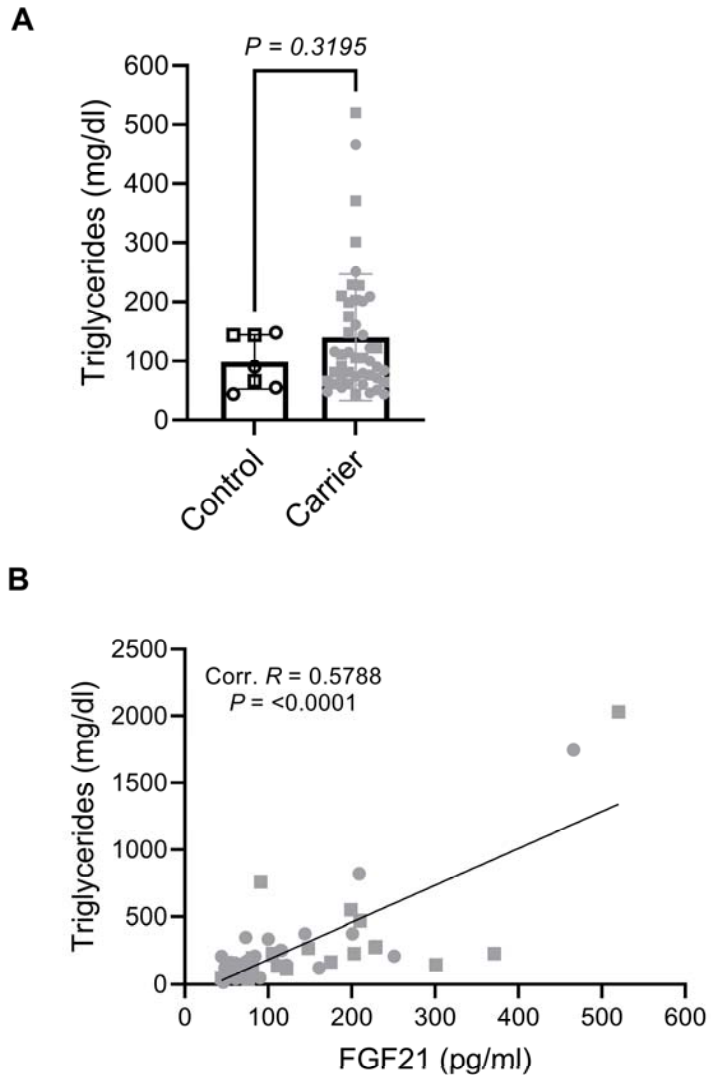 A
P = 0.3195
600
500
400
300
200
100
0
Triglycerides (mg/dl)
Control
Carrier
B
2500
2000
1500
1000
500
0
Triglycerides (mg/dl)
Corr. R = 0.5788
P = <0.0001
0 100 200 300 400 500 600
FGF21 (pg/ml)